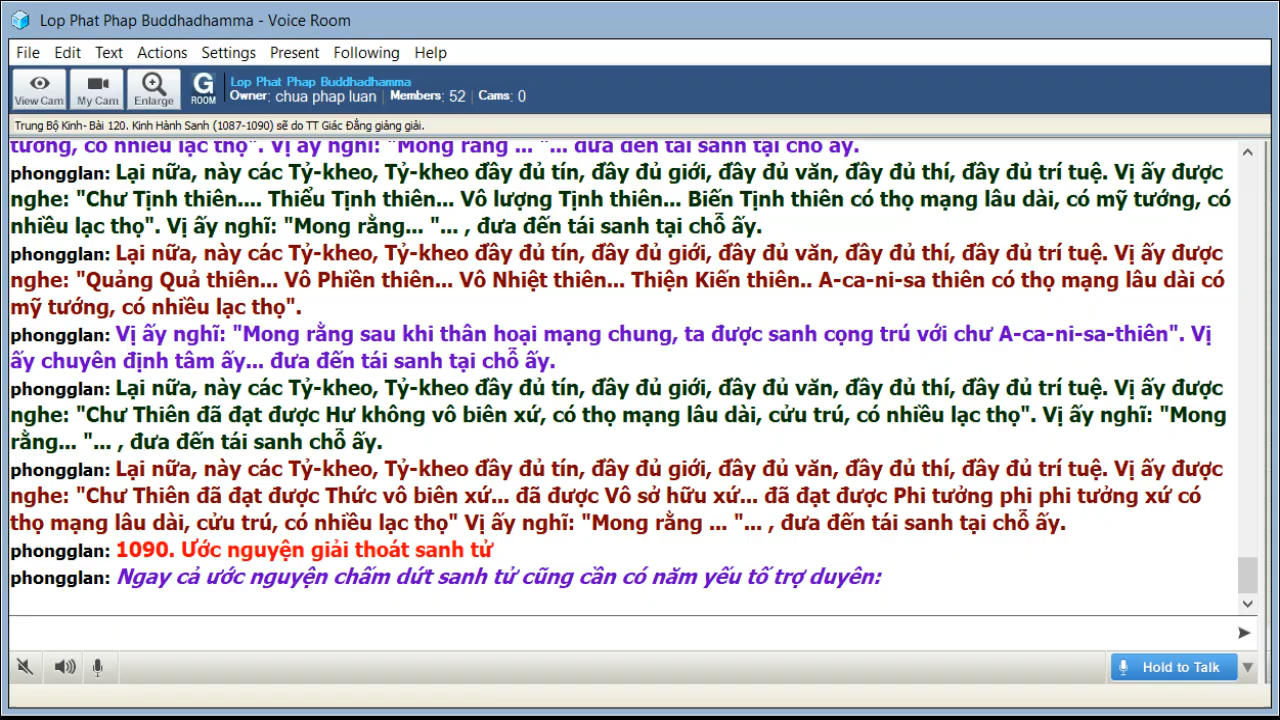 Lop Phat Phap Buddhadhamma - Voice Room
File Edit Text Actions Settings Present Following Help
View Cam My Cam Enlarge G ROOM
Lop Phat Phap Buddhadhamma
Owner: chua phap luan Members: 52 Cams: 0
Trung Bộ Kinh- Bài 120. Kinh Hành Sanh (1087-1090) sẽ do TT Giác Đẳng giảng giải.
tướng, có nhiều lạc thọ". Vị ấy nghĩ: "Mong rằng ... "... đưa đến tái sanh tại chỗ ấy.
phongglan: Lại nữa, này các Tỷ-kheo, Tỷ-kheo đầy đủ tín, đầy đủ giới, đầy đủ văn, đầy đủ thí, đầy đủ trí tuệ. Vị ấy được
nghe: "Chư Tịnh thiên.... Thiểu Tịnh thiên... Vô lượng Tịnh thiên... Biến Tịnh thiên có thọ mạng lâu dài, có mỹ tướng, có
nhiều lạc thọ". Vị ấy nghĩ: "Mong rằng... "... , đưa đến tái sanh tại chỗ ấy.
phongglan: Lại nữa, này các Tỷ-kheo, Tỷ-kheo đầy đủ tín, đầy đủ giới, đầy đủ văn, đầy đủ thí, đầy đủ trí tuệ. Vị ấy được
nghe: "Quảng Quả thiên... Vô Phiền thiên... Vô Nhiệt thiên... Thiện Kiến thiên.. A-ca-ni-sa thiên có thọ mạng lâu dài có
mỹ tướng, có nhiều lạc thọ".
phongglan: Vị ấy nghĩ: "Mong rằng sau khi thân hoại mạng chung, ta được sanh cọng trú với chư A-ca-ni-sa-thiên". Vị
ấy chuyên định tâm ấy... đưa đến tái sanh tại chỗ ấy.
phongglan: Lại nữa, này các Tỷ-kheo, Tỷ-kheo đầy đủ tín, đầy đủ giới, đầy đủ văn, đầy đủ thí, đầy đủ trí tuệ. Vị ấy được
nghe: "Chư Thiên đã đạt được Hư không vô biên xứ, có thọ mạng lâu dài, cửu trú, có nhiều lạc thọ". Vị ấy nghĩ: "Mong
rằng... "... , đưa đến tái sanh chỗ ấy.
phongglan: Lại nữa, này các Tỷ-kheo, Tỷ-kheo đầy đủ tín, đầy đủ giới, đầy đủ văn, đầy đủ thí, đầy đủ trí tuệ. Vị ấy được
nghe: "Chư Thiên đã đạt được Thức vô biên xứ... đã được Vô sở hữu xứ... đã đạt được Phi tưởng phi phi tưởng xứ có
thọ mạng lâu dài, cửu trú, có nhiều lạc thọ" Vị ấy nghĩ: "Mong rằng ... "... , đưa đến tái sanh tại chỗ ấy.
phongglan: 1090. Ước nguyện giải thoát sanh tử
phongglan: Ngay cả ước nguyện chấm dứt sanh tử cũng cần có năm yếu tố trợ duyên:
Hold to Talk